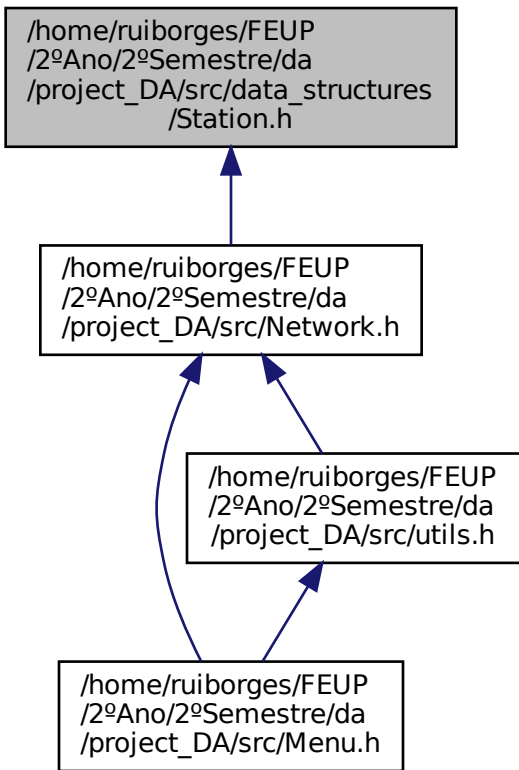 /home/ruiborges/FEUP
/2ºAno/2ºSemestre/da
/project_DA/src/data_structures
/Station.h
/home/ruiborges/FEUP
/2ºAno/2ºSemestre/da
/project_DA/src/Network.h
/home/ruiborges/FEUP
/2ºAno/2ºSemestre/da
/project_DA/src/utils.h
/home/ruiborges/FEUP
/2ºAno/2ºSemestre/da
/project_DA/src/Menu.h